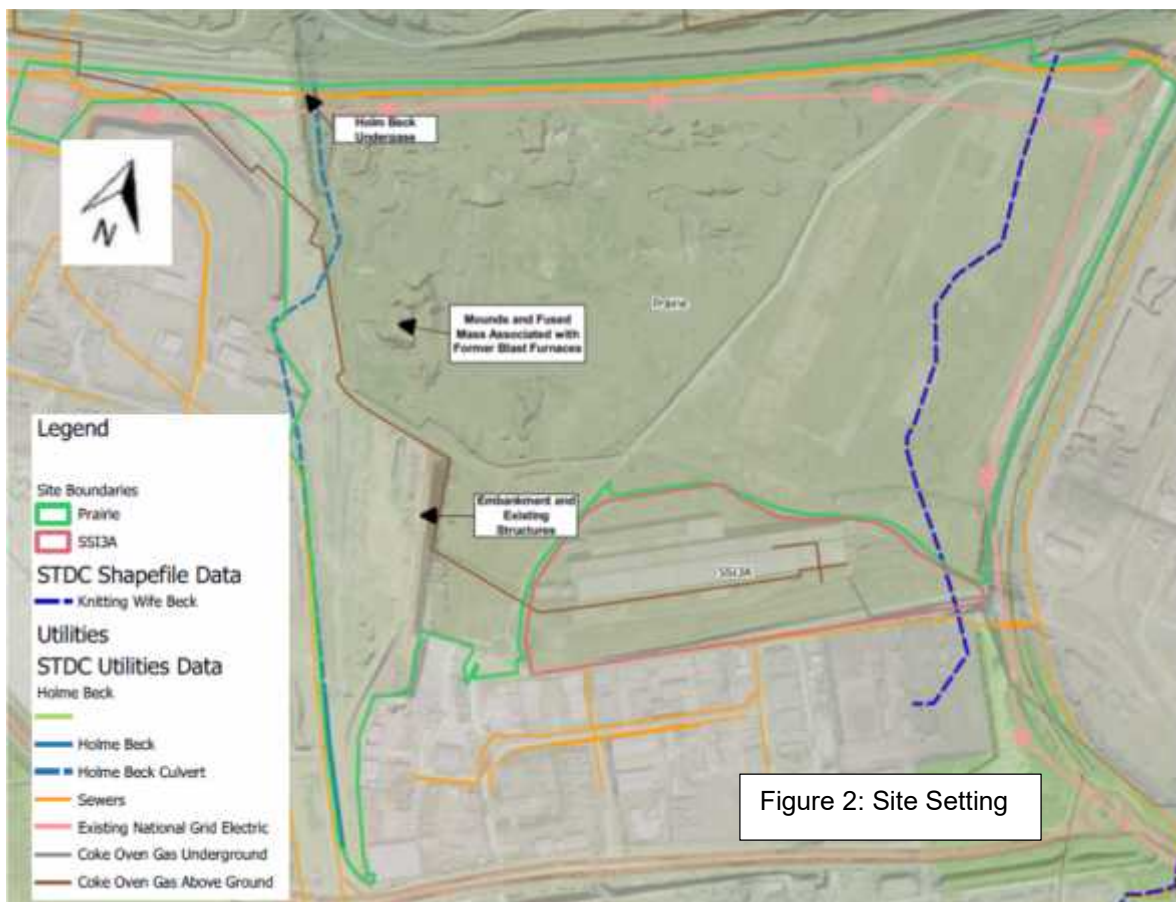 Holm Beck
Underpass
N
Mounds and Fused
Mass Associated with
Former Blast Furnaces
Prairie
Embankment and
Existing
Structures
SSI3A
Legend
Site Boundaries
Prairie
SSI3A
STDC Shapefile Data
Knitting Wife Beck
Utilities
STDC Utilities Data
Holme Beck
Holme Beck
Holme Beck Culvert
Sewers
Existing National Grid Electric
Coke Oven Gas Underground
Coke Oven Gas Above Ground
Figure 2: Site Setting